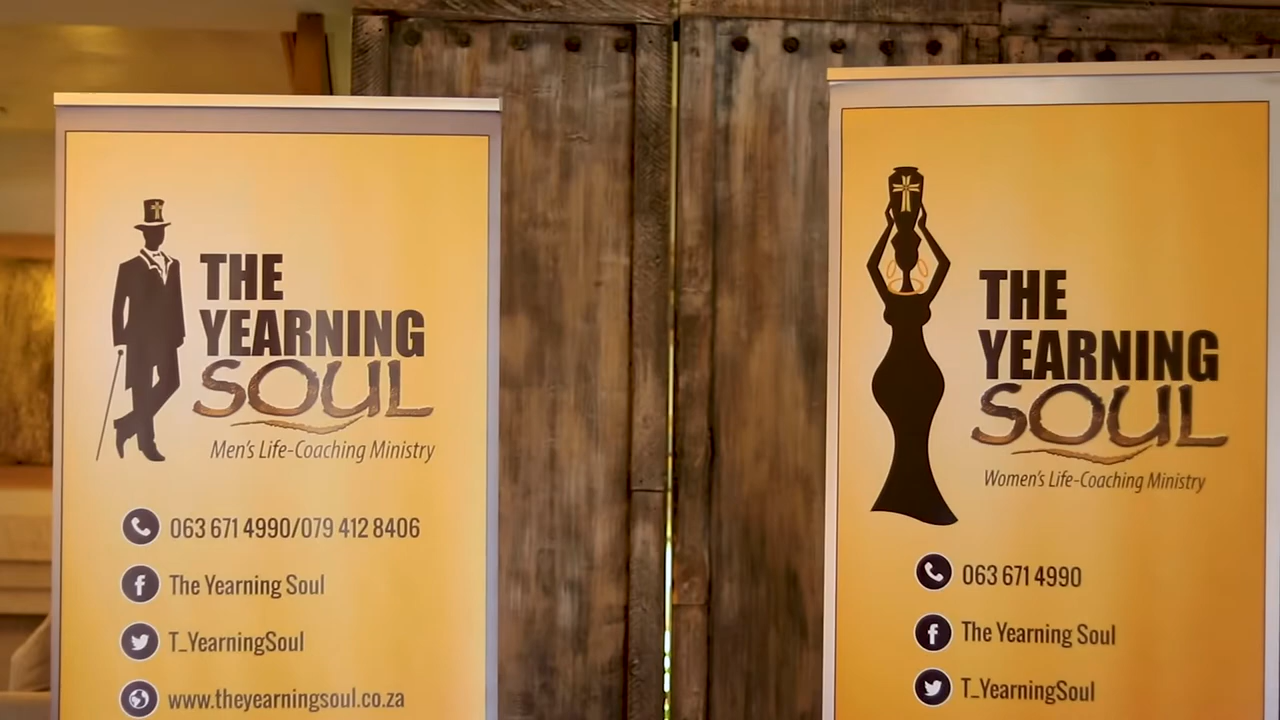 THE
YEARNING
SOUL
Men's Life-Coaching Ministry
063 671 4990/079 412 8406
The Yearning Soul
T_YearningSoul
www.theyearningsoul.co.za
THE
YEARNING
SOUL
Women's Life-Coaching Ministry
063 671 4990
The Yearning Soul
T_YearningSoul